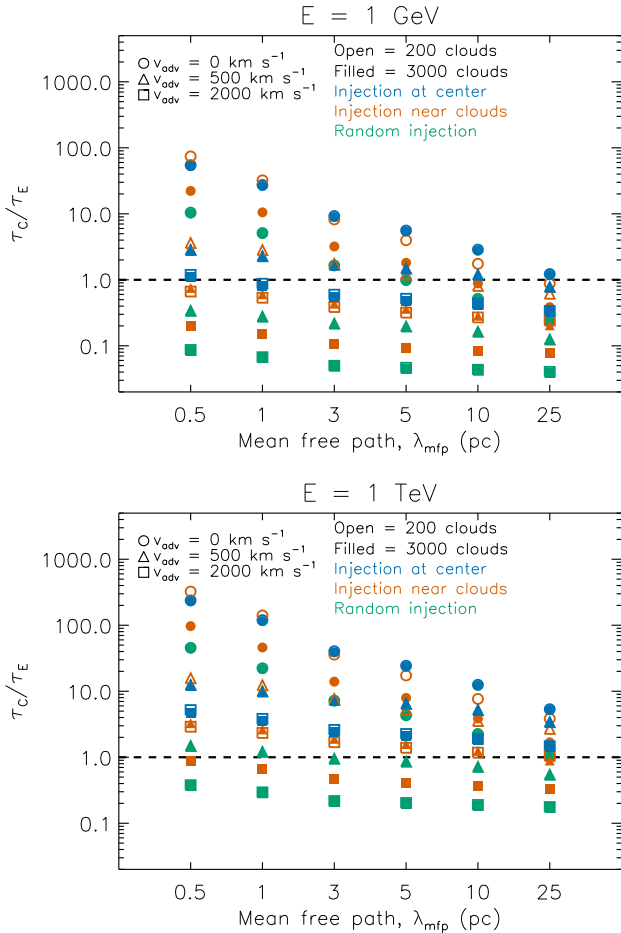 E = 1 GeV
v_adv = 0 km s⁻¹
v_adv = 500 km s⁻¹
v_adv = 2000 km s⁻¹
Open = 200 clouds
Filled = 3000 clouds
Injection at center
Injection near clouds
Random injection
1000.0
100.0
10.0
1.0
0.1
τ_C/τ_E
0.5 1 3 5 10 25
Mean free path, λ_mfp (pc)
E = 1 TeV
v_adv = 0 km s⁻¹
v_adv = 500 km s⁻¹
v_adv = 2000 km s⁻¹
Open = 200 clouds
Filled = 3000 clouds
Injection at center
Injection near clouds
Random injection
1000.0
100.0
10.0
1.0
0.1
τ_C/τ_E
0.5 1 3 5 10 25
Mean free path, λ_mfp (pc)